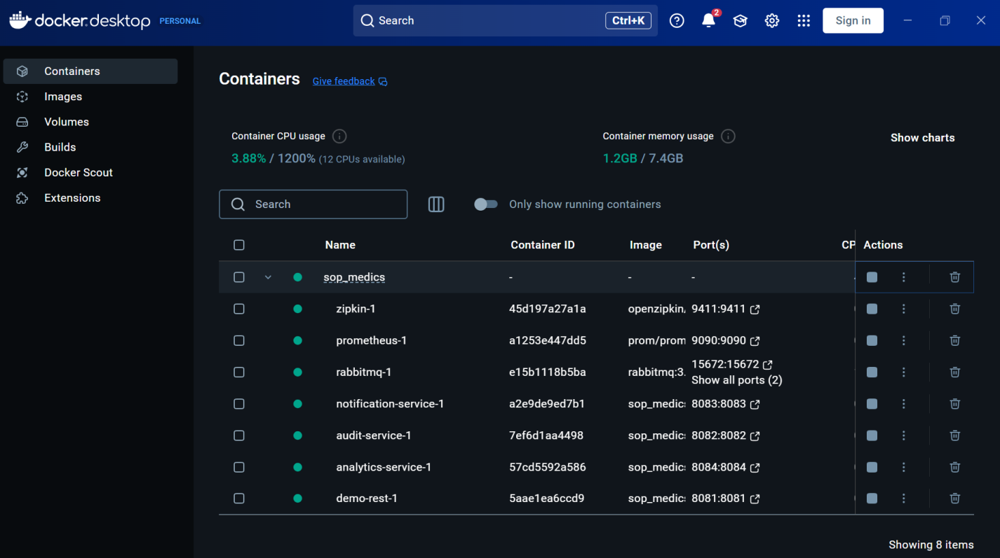 docker.desktop PERSONAL
Search Ctrl+K
2
Sign in
Containers
Images
Volumes
Builds
Docker Scout
Extensions
Containers Give feedback
Container CPU usage
3.88% / 1200% (12 CPUs available)
Container memory usage
1.2GB / 7.4GB
Show charts
Search
Only show running containers
Name Container ID Image Port(s) CP Actions
sop_medics - - -
zipkin-1 45d197a27a1a openzipkin 9411:9411
prometheus-1 a1253e447dd5 prom/prom 9090:9090
rabbitmq-1 e15b1118b5ba rabbitmq:3. 15672:15672
Show all ports (2)
notification-service-1 a2e9de9ed7b1 sop_medic 8083:8083
audit-service-1 7ef6d1aa4498 sop_medic 8082:8082
analytics-service-1 57cd5592a586 sop_medic 8084:8084
demo-rest-1 5aae1ea6ccd9 sop_medic 8081:8081
Showing 8 items